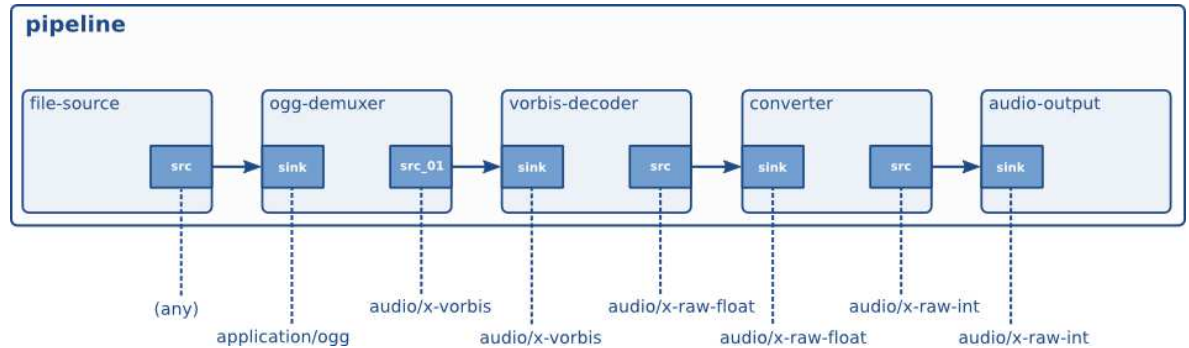 pipeline
file-source ogg-demuxer vorbis-decoder converter audio-output
src sink src_01 sink src sink src sink
(any) audio/x-vorbis audio/x-raw-float audio/x-raw-int
application/ogg audio/x-vorbis audio/x-raw-float audio/x-raw-int